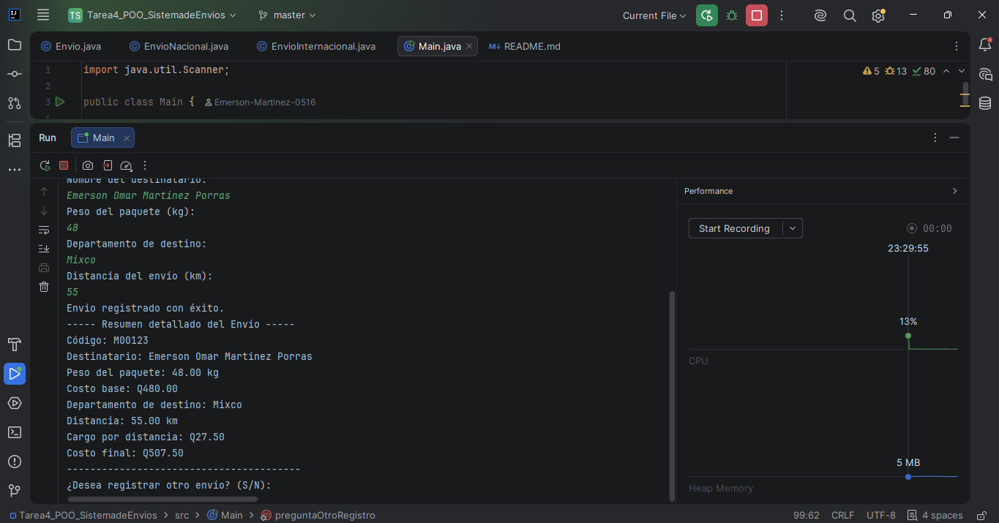 TS Tarea4_POO_SistemadeEnvios master Current File
Envio.java EnvioNacional.java EnvioInternacional.java Main.java README.md
1 import java.util.Scanner; 5 13 80
2
3 public class Main { Emerson-Martinez-0516
4
Run Main
Nombre del destinatario:
Emerson Omar Martínez Porras
Peso del paquete (kg):
48
Departamento de destino:
Mixco
Distancia del envío (km):
55
Envío registrado con éxito.
----- Resumen detallado del Envío -----
Código: M00123
Destinatario: Emerson Omar Martínez Porras
Peso del paquete: 48.00 kg
Costo base: Q480.00
Departamento de destino: Mixco
Distancia: 55.00 km
Cargo por distancia: Q27.50
Costo final: Q507.50
----------------------------------------
¿Desea registrar otro envío? (S/N):
Performance
Start Recording 00:00
23:29:55
13%
CPU
5 MB
Heap Memory
Tarea4_POO_SistemadeEnvios > src > Main > preguntaOtroRegistro 99:62 CRLF UTF-8 4 spaces